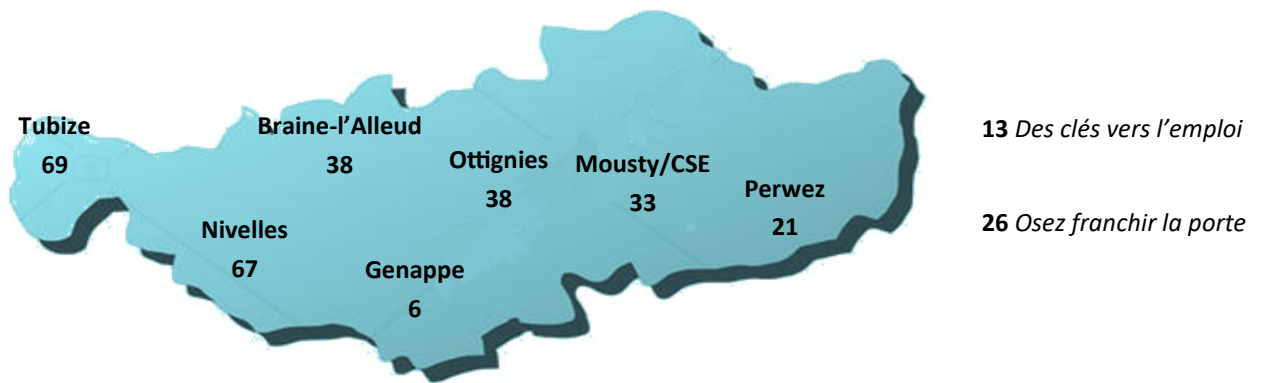 Tubize
69
Braine-l’Alleud
38
Ottignies
38
Mousty/CSE
33
Perwez
21
Nivelles
67
Genappe
6
13 Des clés vers l’emploi
26 Osez franchir la porte